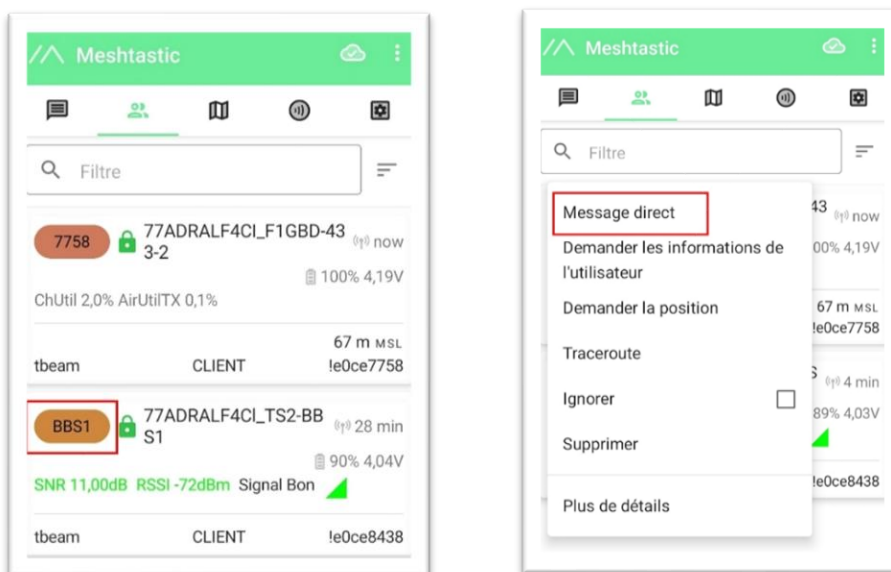 Meshtastic
Filtre
7758
77ADRALF4CI_F1GBD-43
3-2
now
100% 4,19V
ChUtil 2,0% AirUtilTX 0,1%
67 m MSL
tbeam CLIENT !e0ce7758
BBS1
77ADRALF4CI_TS2-BB
S1
28 min
90% 4,04V
SNR 11,00dB RSSI -72dBm Signal Bon
tbeam CLIENT !e0ce8438
Meshtastic
Filtre
Message direct
Demander les informations de
l'utilisateur
Demander la position
Traceroute
Ignorer
Supprimer
Plus de détails
43 now
00% 4,19V
67 m MSL
!e0ce7758
S 4 min
89% 4,03V
!e0ce8438